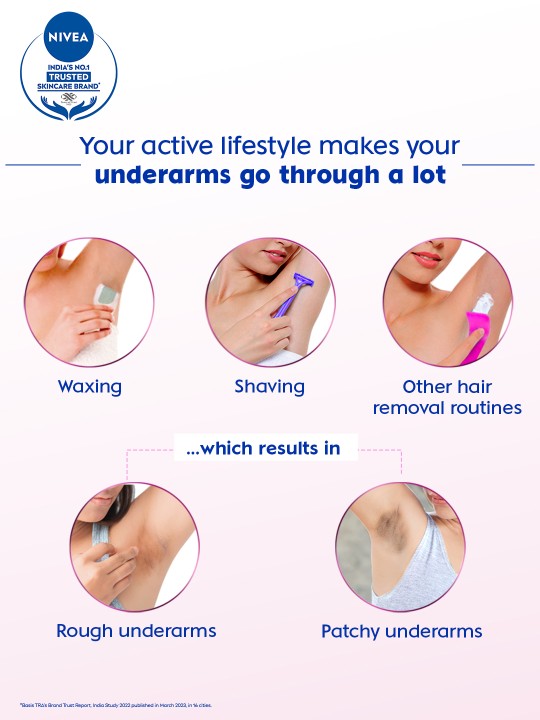 NIVEA
INDIA'S NO.1
TRUSTED
SKINCARE BRAND*
Your active lifestyle makes your
underarms go through a lot
Waxing
Shaving
Other hair
removal routines
...which results in
Rough underarms
Patchy underarms
*Basis TRA's Brand Trust Report, India Study 2022 published in March 2023, in 16 cities.